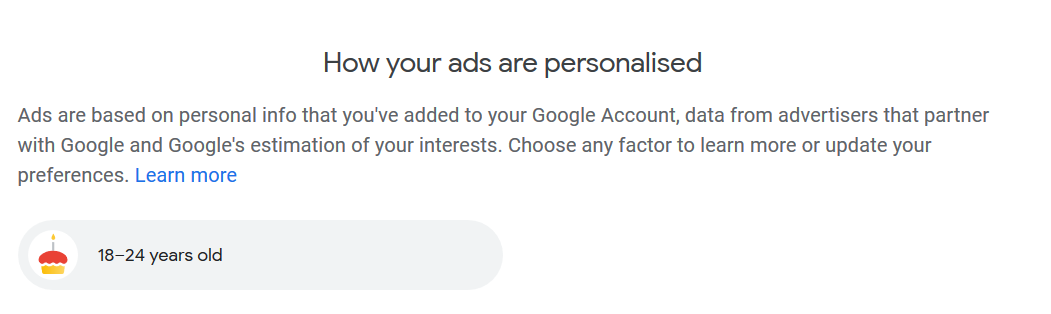 How your ads are personalised
Ads are based on personal info that you've added to your Google Account, data from advertisers that partner
with Google and Google's estimation of your interests. Choose any factor to learn more or update your
preferences. Learn more
18–24 years old